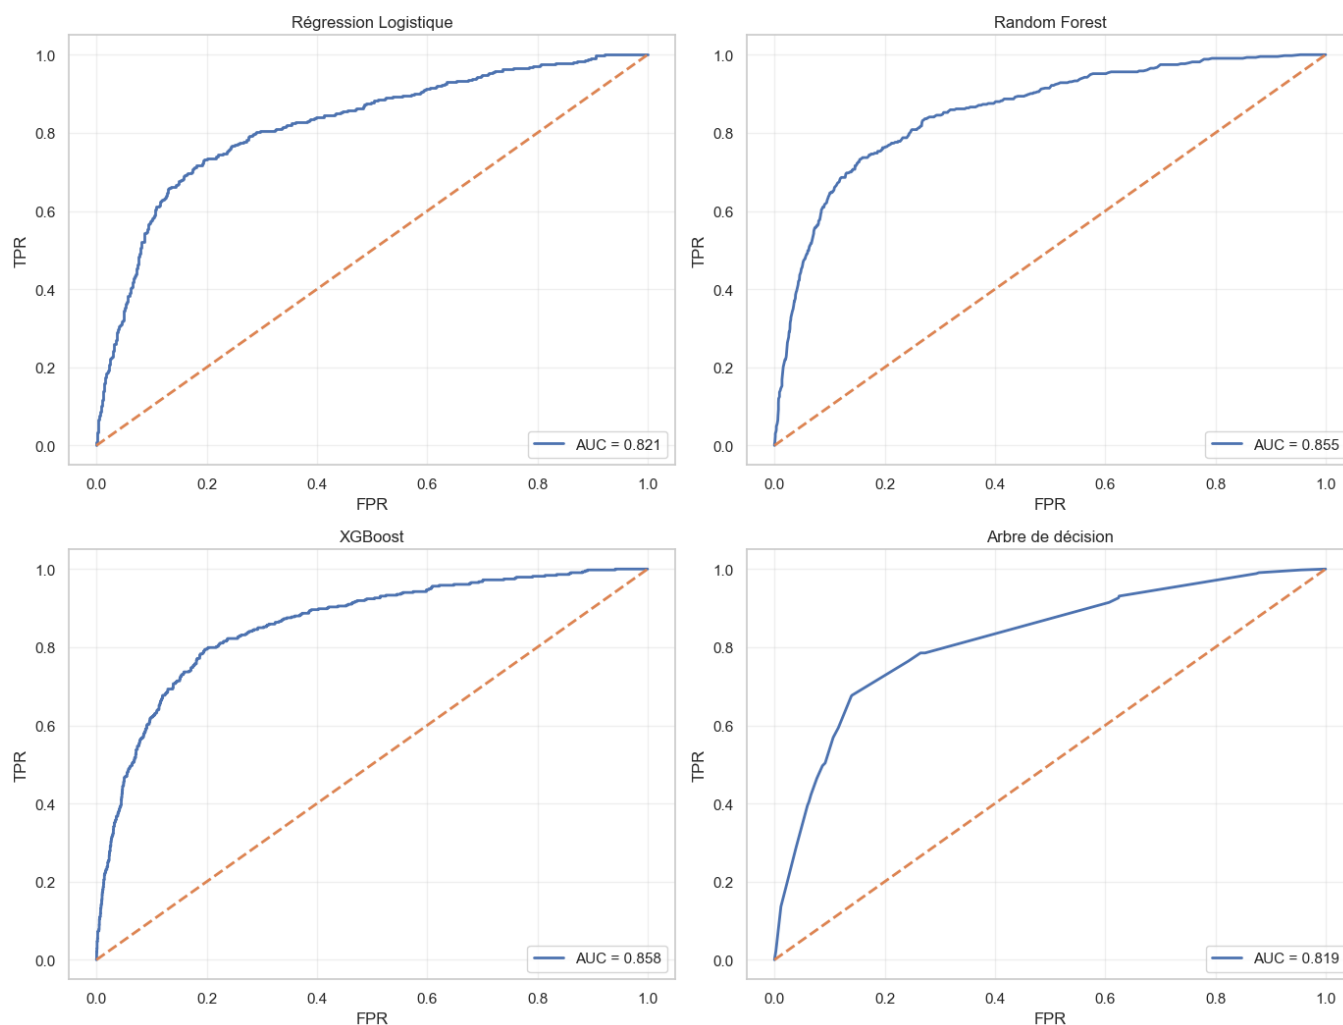 Régression Logistique
1.0
0.8
0.6
0.4
0.2
0.0
TPR
AUC = 0.821
0.0 0.2 0.4 0.6 0.8 1.0
FPR
Random Forest
1.0
0.8
0.6
0.4
0.2
0.0
TPR
AUC = 0.855
0.0 0.2 0.4 0.6 0.8 1.0
FPR
XGBoost
1.0
0.8
0.6
0.4
0.2
0.0
TPR
AUC = 0.858
0.0 0.2 0.4 0.6 0.8 1.0
FPR
Arbre de décision
1.0
0.8
0.6
0.4
0.2
0.0
TPR
AUC = 0.819
0.0 0.2 0.4 0.6 0.8 1.0
FPR